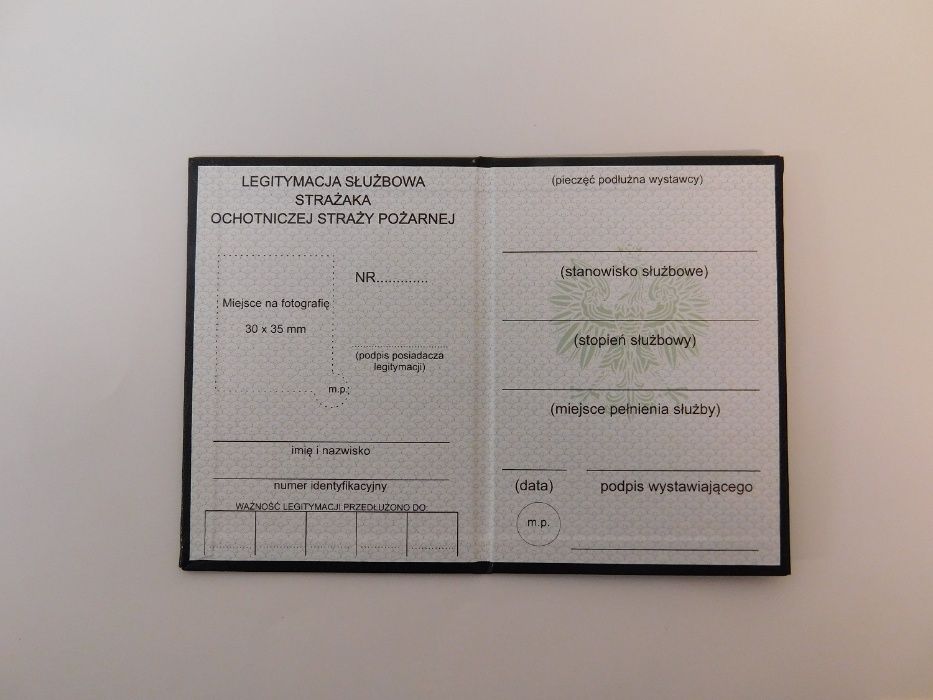 LEGITYMACJA SŁUŻBOWA
STRAŻAKA
OCHOTNICZEJ STRAŻY POŻARNEJ
NR.............
Miejsce na fotografię
30 x 35 mm
(podpis posiadacza
legitymacji)
m.p.
imię i nazwisko
numer identyfikacyjny
WAŻNOŚĆ LEGITYMACJI PRZEDŁUŻONO DO:
(pieczęć podłużna wystawcy)
(stanowisko służbowe)
(stopień służbowy)
(miejsce pełnienia służby)
(data)
podpis wystawiającego
m.p.